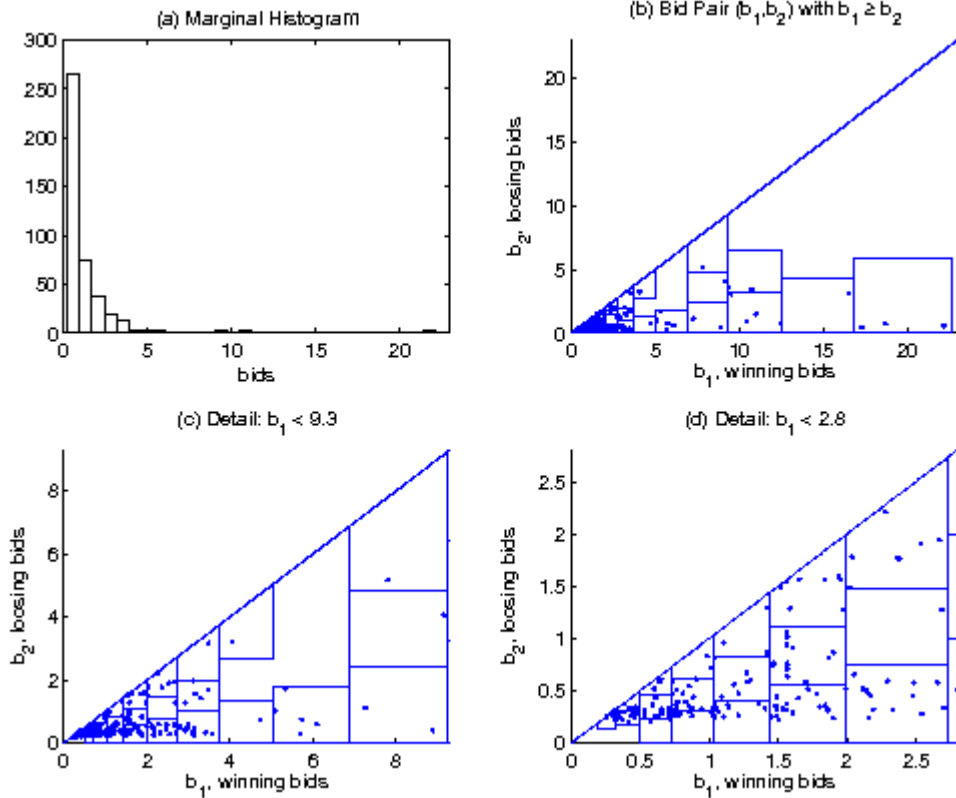 (a) Marginal Histogram
300
250
200
150
100
50
0
0 5 10 15 20
bids
(b) Bid Pair (b1,b2) with b1 ≥ b2
b2, loosing bids
20
15
10
5
0
0 5 10 15 20
b1, winning bids
(c) Detail: b1 < 9.3
b2, loosing bids
8
6
4
2
0
0 2 4 6 8
b1, winning bids
(d) Detail: b1 < 2.8
b2, loosing bids
2.5
2
1.5
1
0.5
0
0 0.5 1 1.5 2 2.5
b1, winning bids